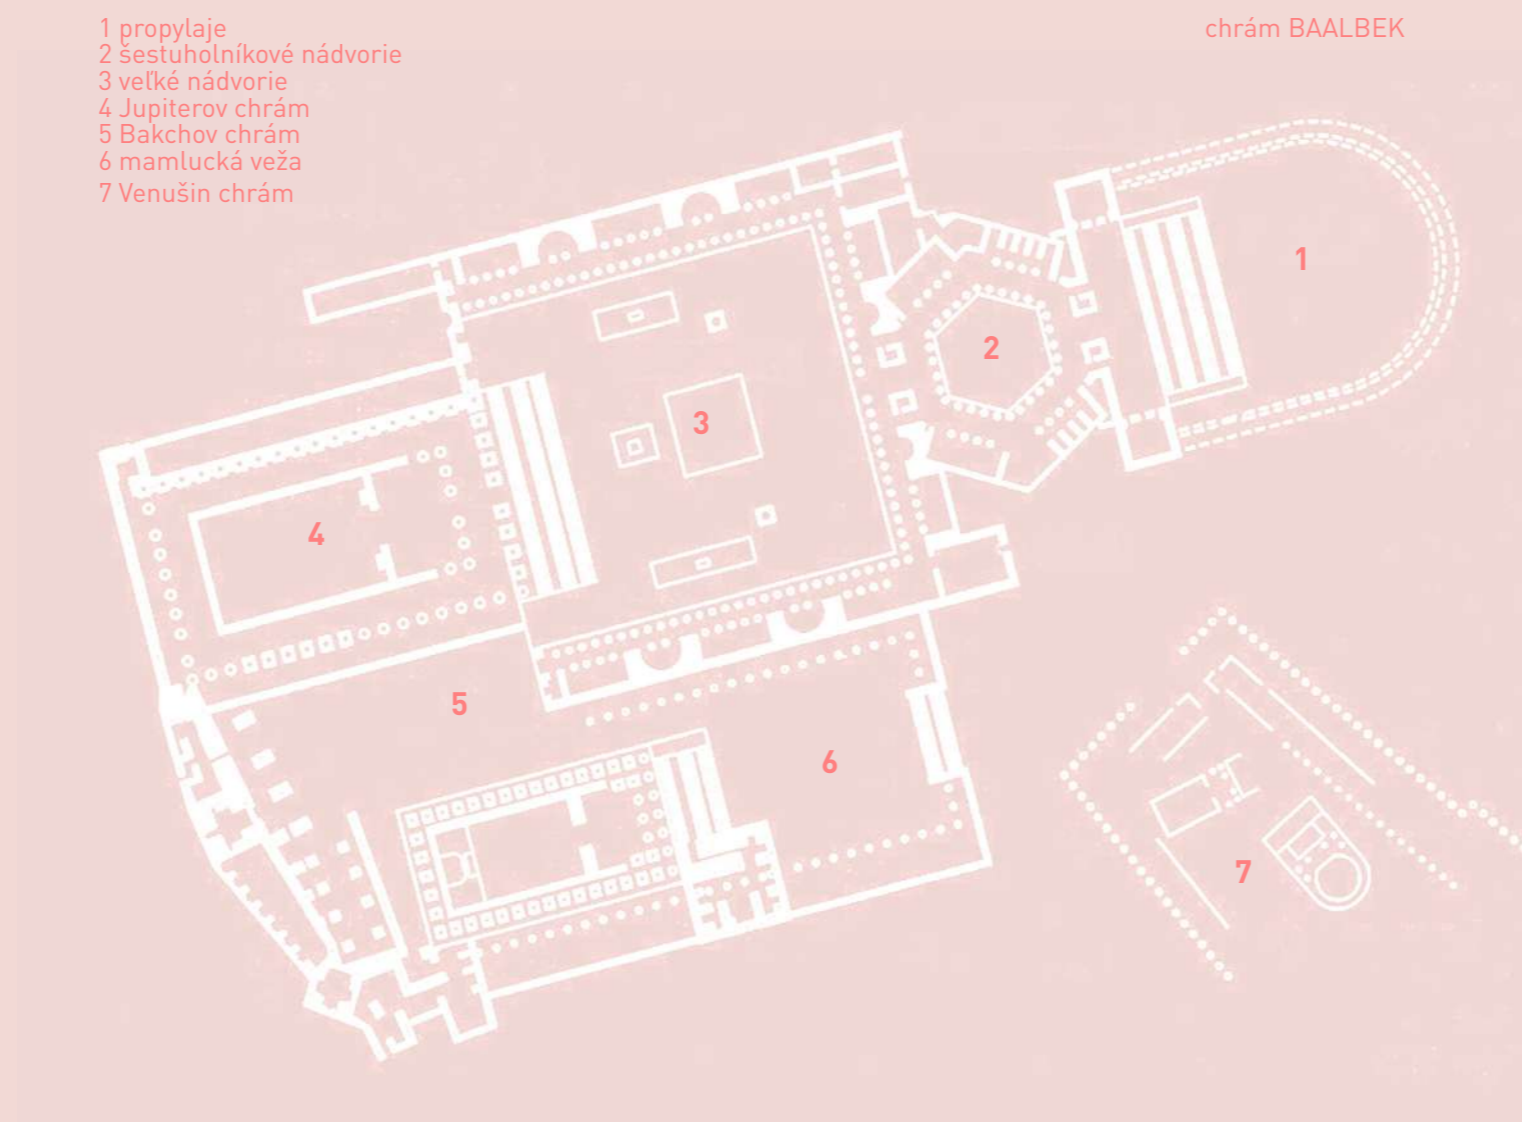 1 propylaje
2 šestuholníkové nádvorie
3 veľké nádvorie
4 Jupiterov chrám
5 Bakchov chrám
6 mamlucká veža
7 Venušin chrám
chrám BAALBEK
1
2
3
4
5
6
7